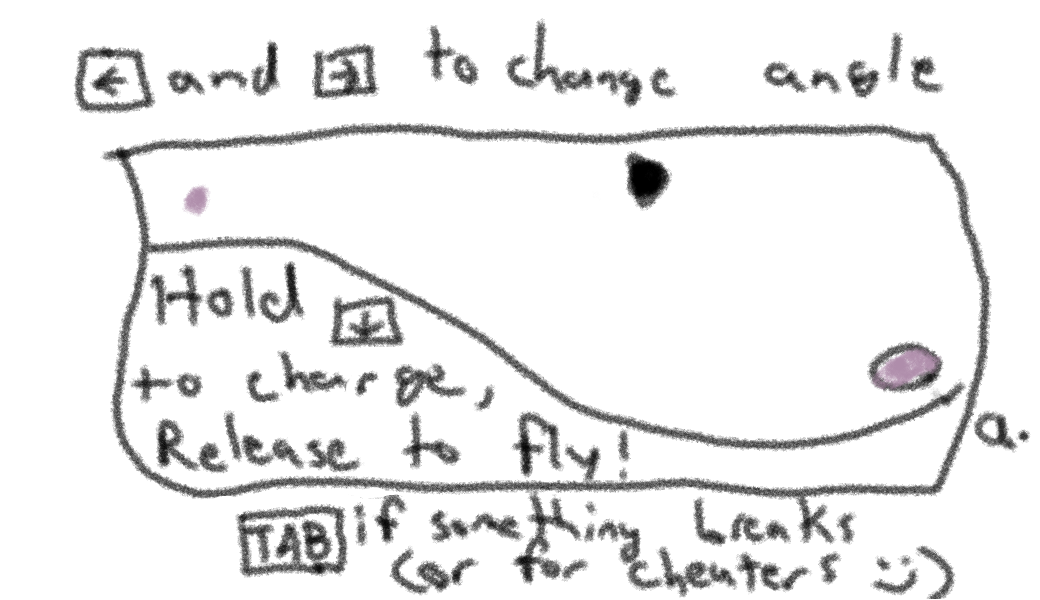 ← and → to change angle
Hold ↓
to charge,
Release to fly!
a.
TAB if something breaks
(or for cheaters :))